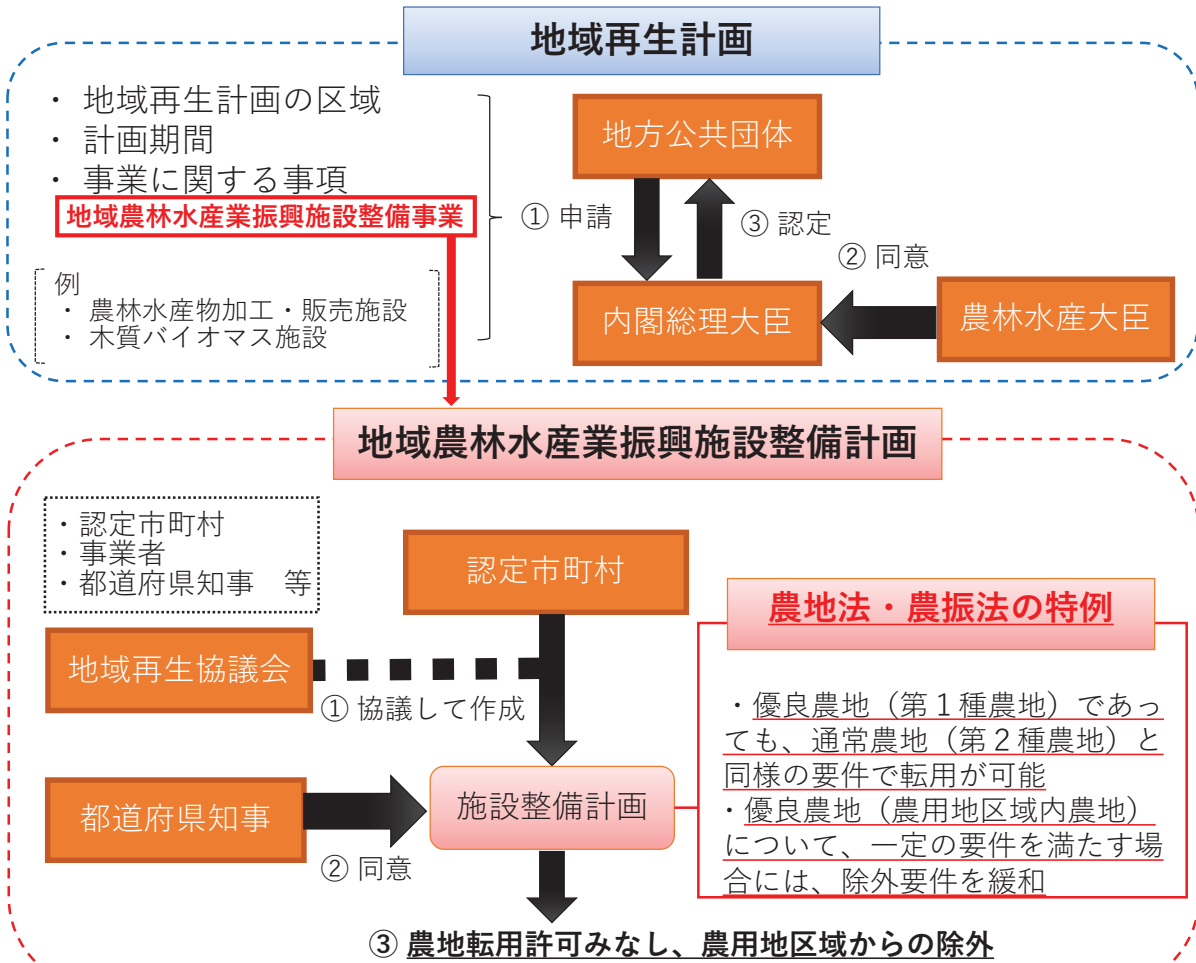 地域再生計画
・ 地域再生計画の区域
・ 計画期間
・ 事業に関する事項
地域農林水産業振興施設整備事業
例
・ 農林水産物加工・販売施設
・ 木質バイオマス施設
① 申請
地方公共団体
③ 認定
② 同意
内閣総理大臣
農林水産大臣
地域農林水産業振興施設整備計画
・認定市町村
・事業者
・都道府県知事　等
認定市町村
地域再生協議会
① 協議して作成
都道府県知事
② 同意
施設整備計画
農地法・農振法の特例
・優良農地（第１種農地）であっ
ても、通常農地（第２種農地）と
同様の要件で転用が可能
・優良農地（農用地区域内農地）
について、一定の要件を満たす場
合には、除外要件を緩和
③ 農地転用許可みなし、農用地区域からの除外